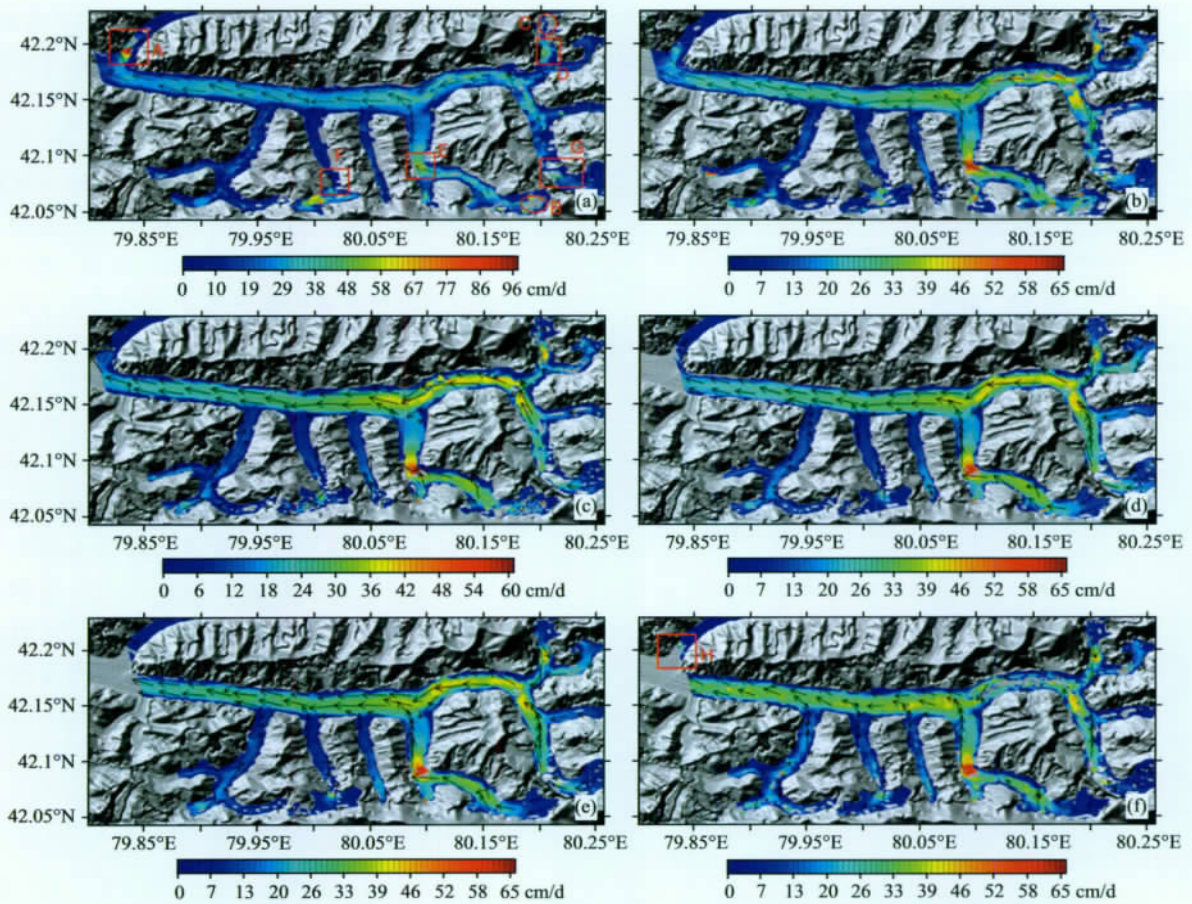 A
C
D
42.2°N
42.15°N
42.1°N
42.05°N
F
E
G
B
(a)
(b)
79.85°E 79.95°E 80.05°E 80.15°E 80.25°E
79.85°E 79.95°E 80.05°E 80.15°E 80.25°E
0 10 19 29 38 48 58 67 77 86 96 cm/d
0 7 13 20 26 33 39 46 52 58 65 cm/d
42.2°N
42.15°N
42.1°N
42.05°N
(c)
(d)
79.85°E 79.95°E 80.05°E 80.15°E 80.25°E
79.85°E 79.95°E 80.05°E 80.15°E 80.25°E
0 6 12 18 24 30 36 42 48 54 60 cm/d
0 7 13 20 26 33 39 46 52 58 65 cm/d
42.2°N
42.15°N
42.1°N
42.05°N
H
(e)
(f)
79.85°E 79.95°E 80.05°E 80.15°E 80.25°E
79.85°E 79.95°E 80.05°E 80.15°E 80.25°E
0 7 13 20 26 33 39 46 52 58 65 cm/d
0 7 13 20 26 33 39 46 52 58 65 cm/d